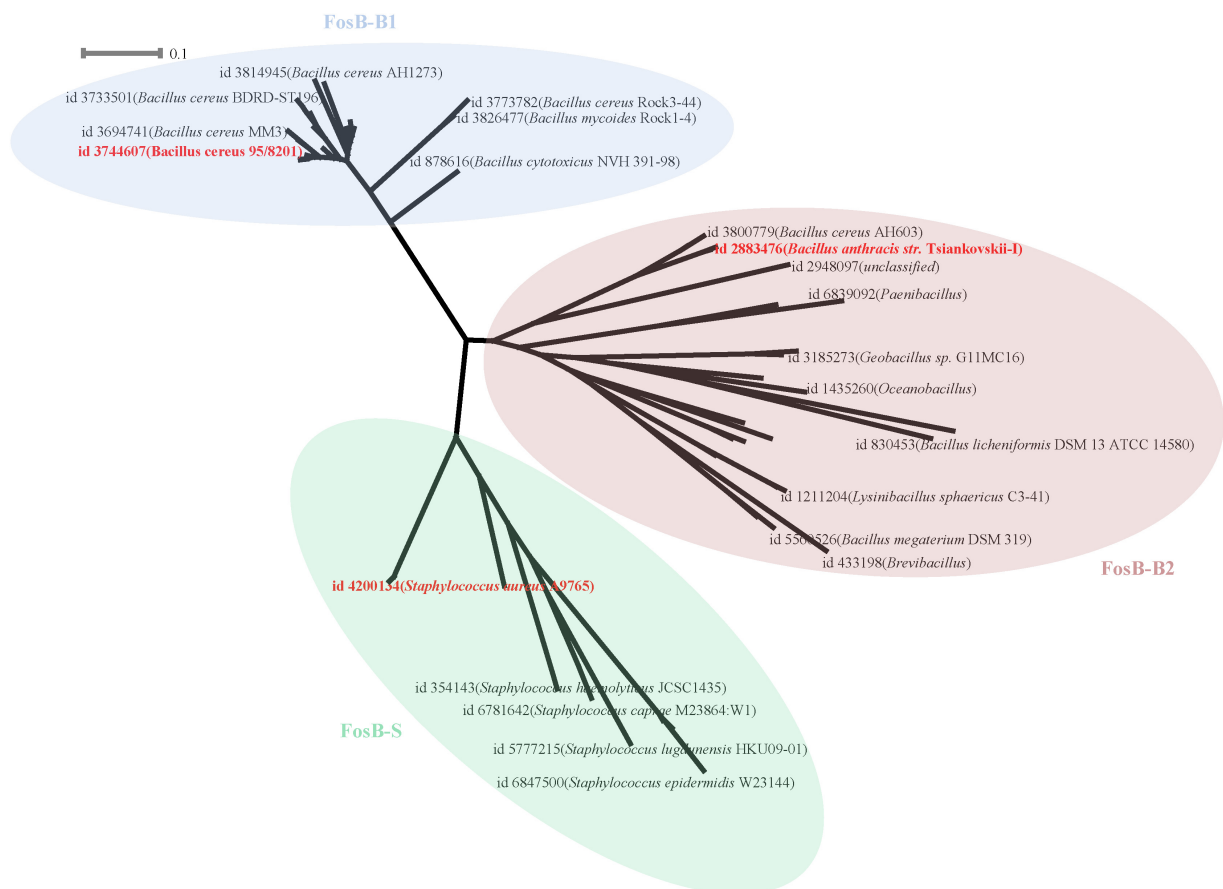 FosB-B1
0.1
id 3814945(Bacillus cereus AH1273)
id 3733501(Bacillus cereus BDRD-ST196)
id 3773782(Bacillus cereus Rock3-44)
id 3826477(Bacillus mycoides Rock1-4)
id 3694741(Bacillus cereus MM3)
id 3744607(Bacillus cereus 95/8201)
id 878616(Bacillus cytotoxicus NVH 391-98)
id 3800779(Bacillus cereus AH603)
id 2883476(Bacillus anthracis str. Tsiankovskii-I)
id 2948097(unclassified)
id 6839092(Paenibacillus)
id 3185273(Geobacillus sp. G11MC16)
id 1435260(Oceanobacillus)
id 830453(Bacillus licheniformis DSM 13 ATCC 14580)
id 1211204(Lysinibacillus sphaericus C3-41)
id 5560526(Bacillus megaterium DSM 319)
id 433198(Brevibacillus)
FosB-B2
id 4200134(Staphylococcus aureus A9765)
id 354143(Staphylococcus haemolyticus JCSC1435)
id 6781642(Staphylococcus caprae M23864:W1)
FosB-S
id 5777215(Staphylococcus lugdunensis HKU09-01)
id 6847500(Staphylococcus epidermidis W23144)